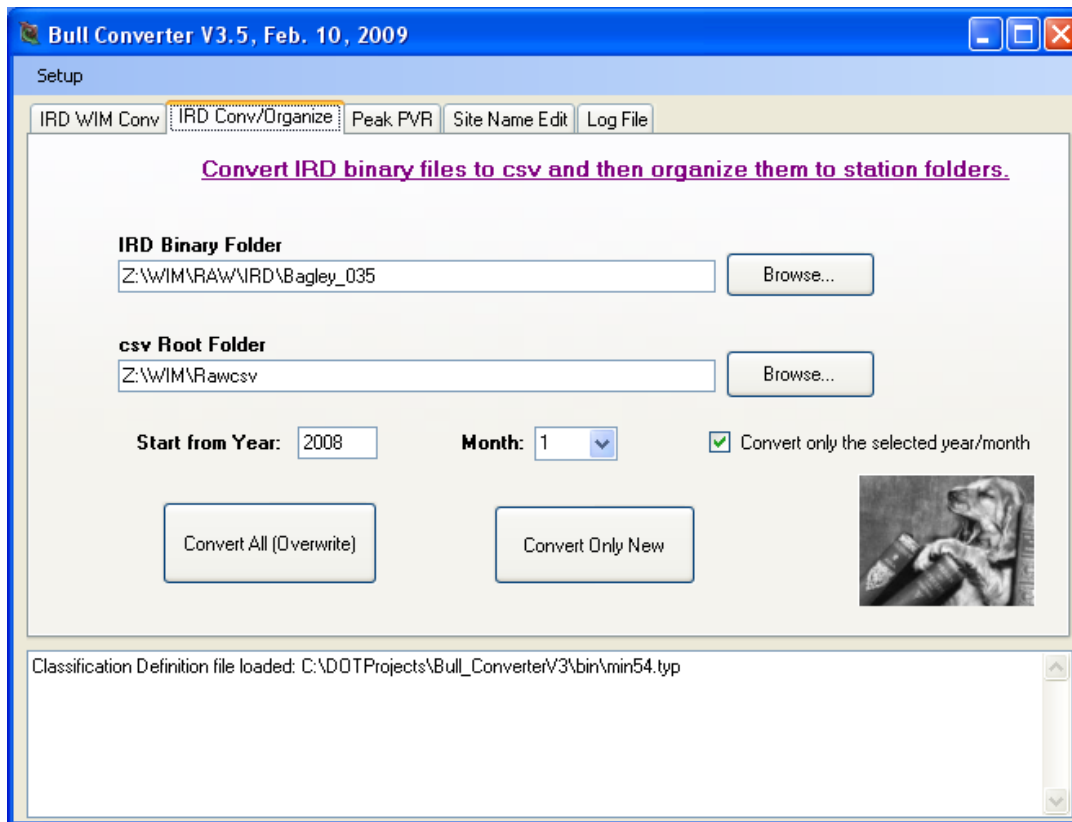 Bull Converter V3.5, Feb. 10, 2009
Setup
IRD WIM Conv IRD Conv/Organize Peak PVR Site Name Edit Log File
Convert IRD binary files to csv and then organize them to station folders.
IRD Binary Folder
Z:\WIM\RAW\IRD\Bagley_035 Browse...
csv Root Folder
Z:\WIM\Rawcsv Browse...
Start from Year: 2008 Month: 1 Convert only the selected year/month
Convert All (Overwrite) Convert Only New
Classification Definition file loaded: C:\DOTProjects\Bull_ConverterV3\bin\min54.typ